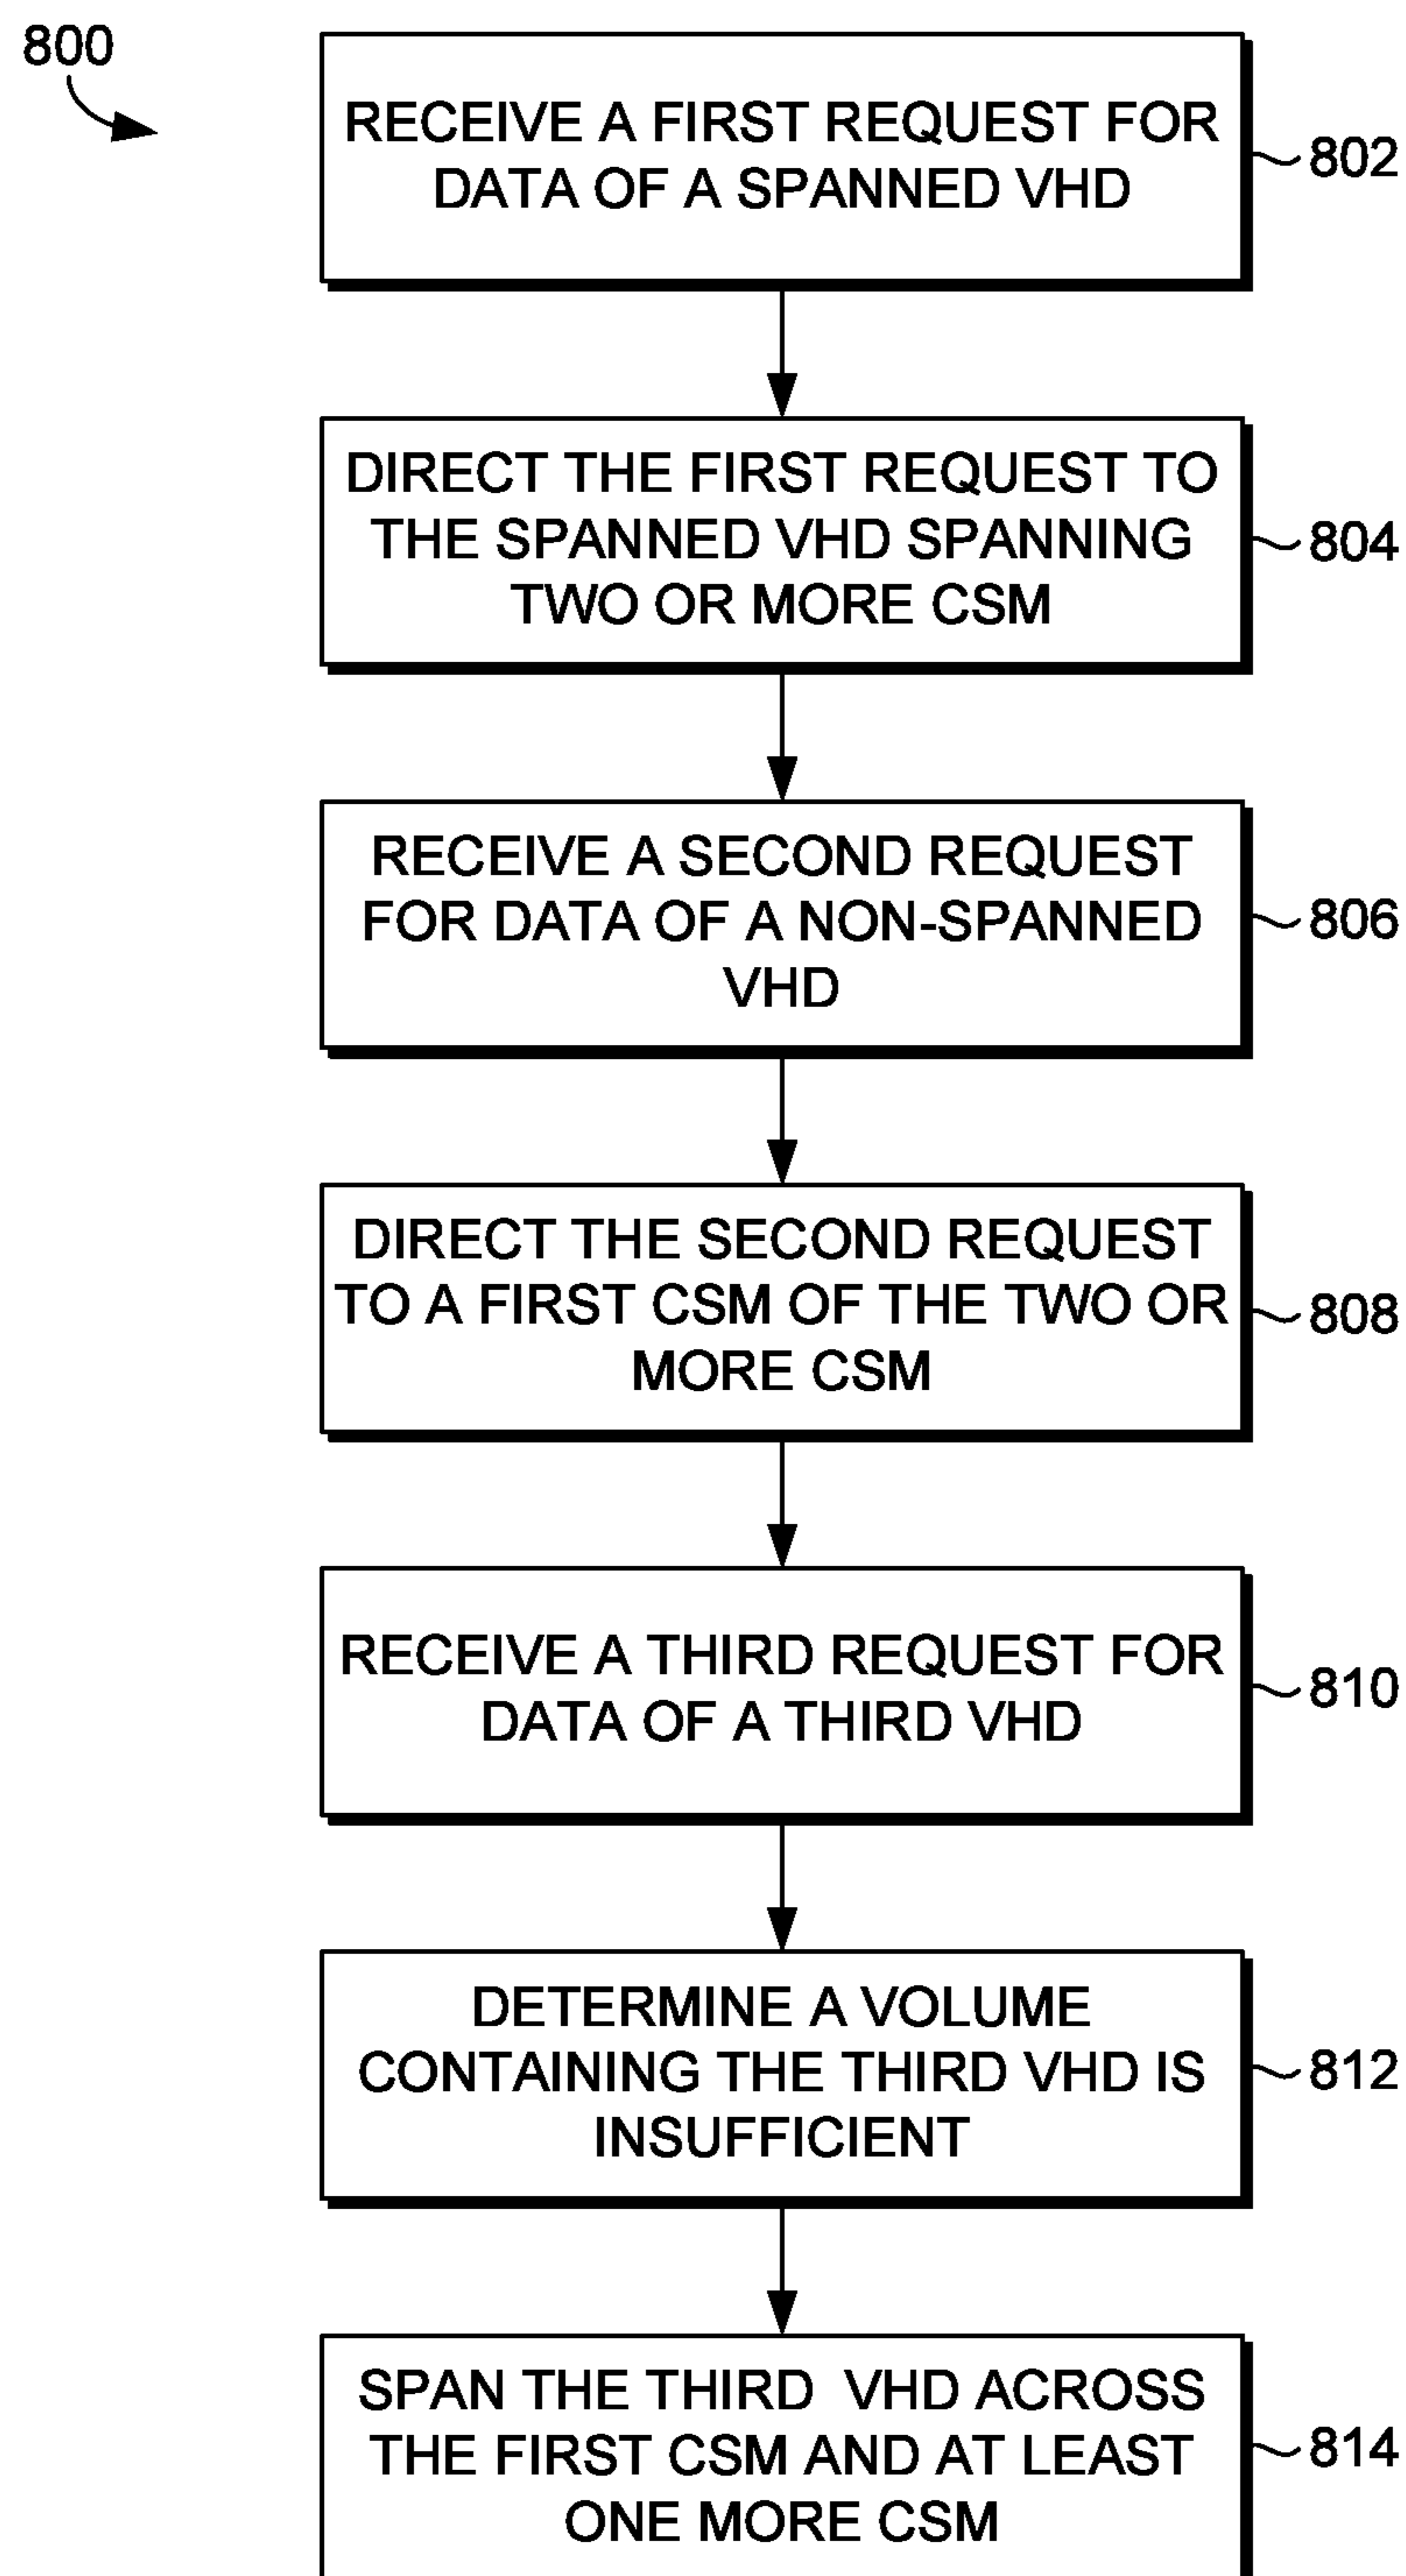 800
RECEIVE A FIRST REQUEST FOR
DATA OF A SPANNED VHD
802
DIRECT THE FIRST REQUEST TO
THE SPANNED VHD SPANNING
TWO OR MORE CSM
804
RECEIVE A SECOND REQUEST
FOR DATA OF A NON-SPANNED
VHD
806
DIRECT THE SECOND REQUEST
TO A FIRST CSM OF THE TWO OR
MORE CSM
808
RECEIVE A THIRD REQUEST FOR
DATA OF A THIRD VHD
810
DETERMINE A VOLUME
CONTAINING THE THIRD VHD IS
INSUFFICIENT
812
SPAN THE THIRD VHD ACROSS
THE FIRST CSM AND AT LEAST
ONE MORE CSM
814